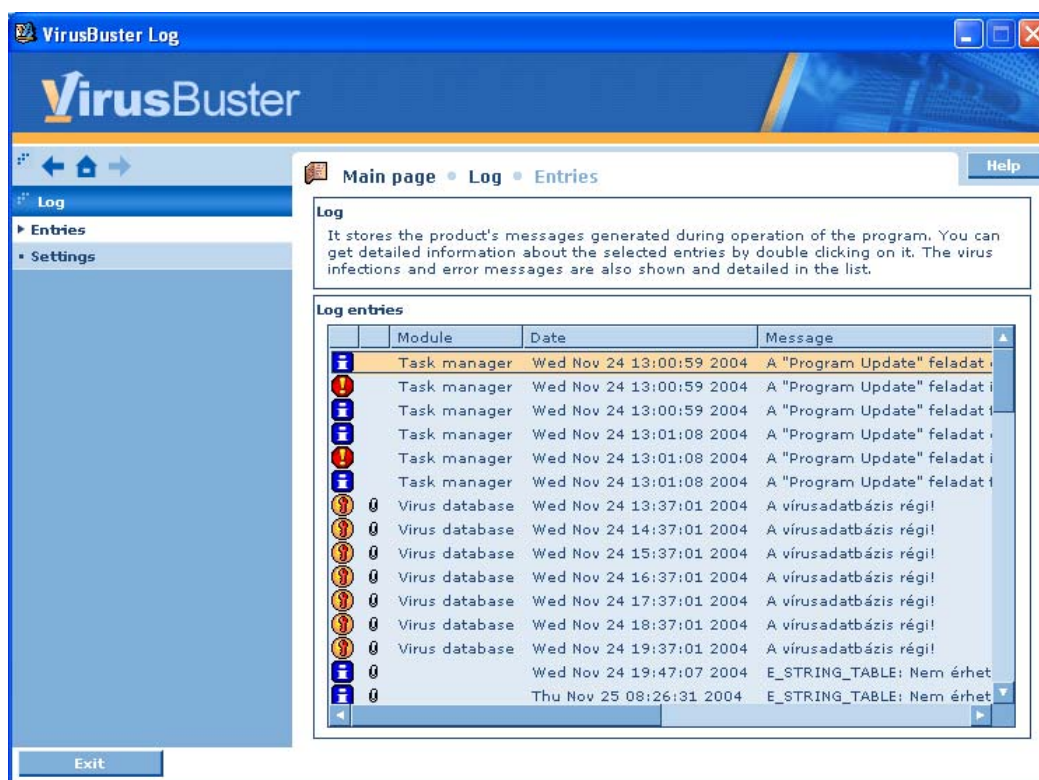 VirusBuster Log
VirusBuster
Help
Main page • Log • Entries
Log
Entries
Settings
Log
It stores the product's messages generated during operation of the program. You can
get detailed information about the selected entries by double clicking on it. The virus
infections and error messages are also shown and detailed in the list.
Log entries
Module Date Message
Task manager Wed Nov 24 13:00:59 2004 A "Program Update" feladat
Task manager Wed Nov 24 13:00:59 2004 A "Program Update" feladat
Task manager Wed Nov 24 13:00:59 2004 A "Program Update" feladat
Task manager Wed Nov 24 13:01:08 2004 A "Program Update" feladat
Task manager Wed Nov 24 13:01:08 2004 A "Program Update" feladat
Task manager Wed Nov 24 13:01:08 2004 A "Program Update" feladat
Virus database Wed Nov 24 13:37:01 2004 A vírusadatbázis régi!
Virus database Wed Nov 24 14:37:01 2004 A vírusadatbázis régi!
Virus database Wed Nov 24 15:37:01 2004 A vírusadatbázis régi!
Virus database Wed Nov 24 16:37:01 2004 A vírusadatbázis régi!
Virus database Wed Nov 24 17:37:01 2004 A vírusadatbázis régi!
Virus database Wed Nov 24 18:37:01 2004 A vírusadatbázis régi!
Virus database Wed Nov 24 19:37:01 2004 A vírusadatbázis régi!
Wed Nov 24 19:47:07 2004 E_STRING_TABLE: Nem érhet
Thu Nov 25 08:26:31 2004 E_STRING_TABLE: Nem érhet
Exit